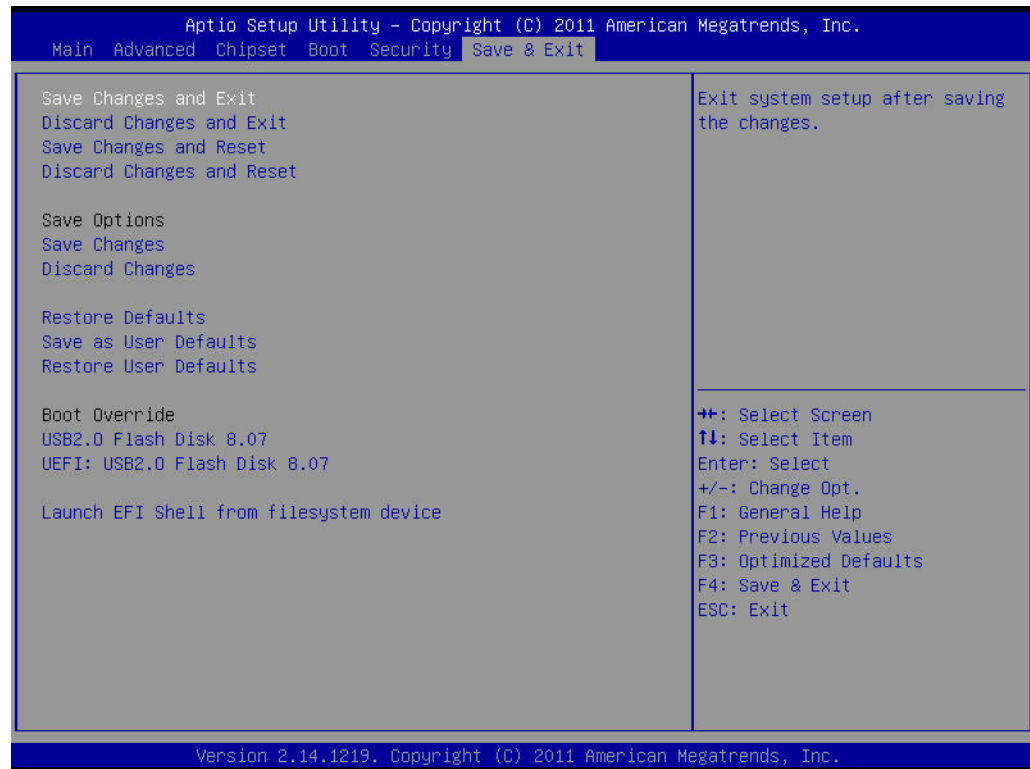 Aptio Setup Utility – Copyright (C) 2011 American Megatrends, Inc.
Main Advanced Chipset Boot Security Save & Exit
Save Changes and Exit
Discard Changes and Exit
Save Changes and Reset
Discard Changes and Reset
Save Options
Save Changes
Discard Changes
Restore Defaults
Save as User Defaults
Restore User Defaults
Boot Override
USB2.0 Flash Disk 8.07
UEFI: USB2.0 Flash Disk 8.07
Launch EFI Shell from filesystem device
Exit system setup after saving
the changes.
→←: Select Screen
↑↓: Select Item
Enter: Select
+/-: Change Opt.
F1: General Help
F2: Previous Values
F3: Optimized Defaults
F4: Save & Exit
ESC: Exit
Version 2.14.1219. Copyright (C) 2011 American Megatrends, Inc.